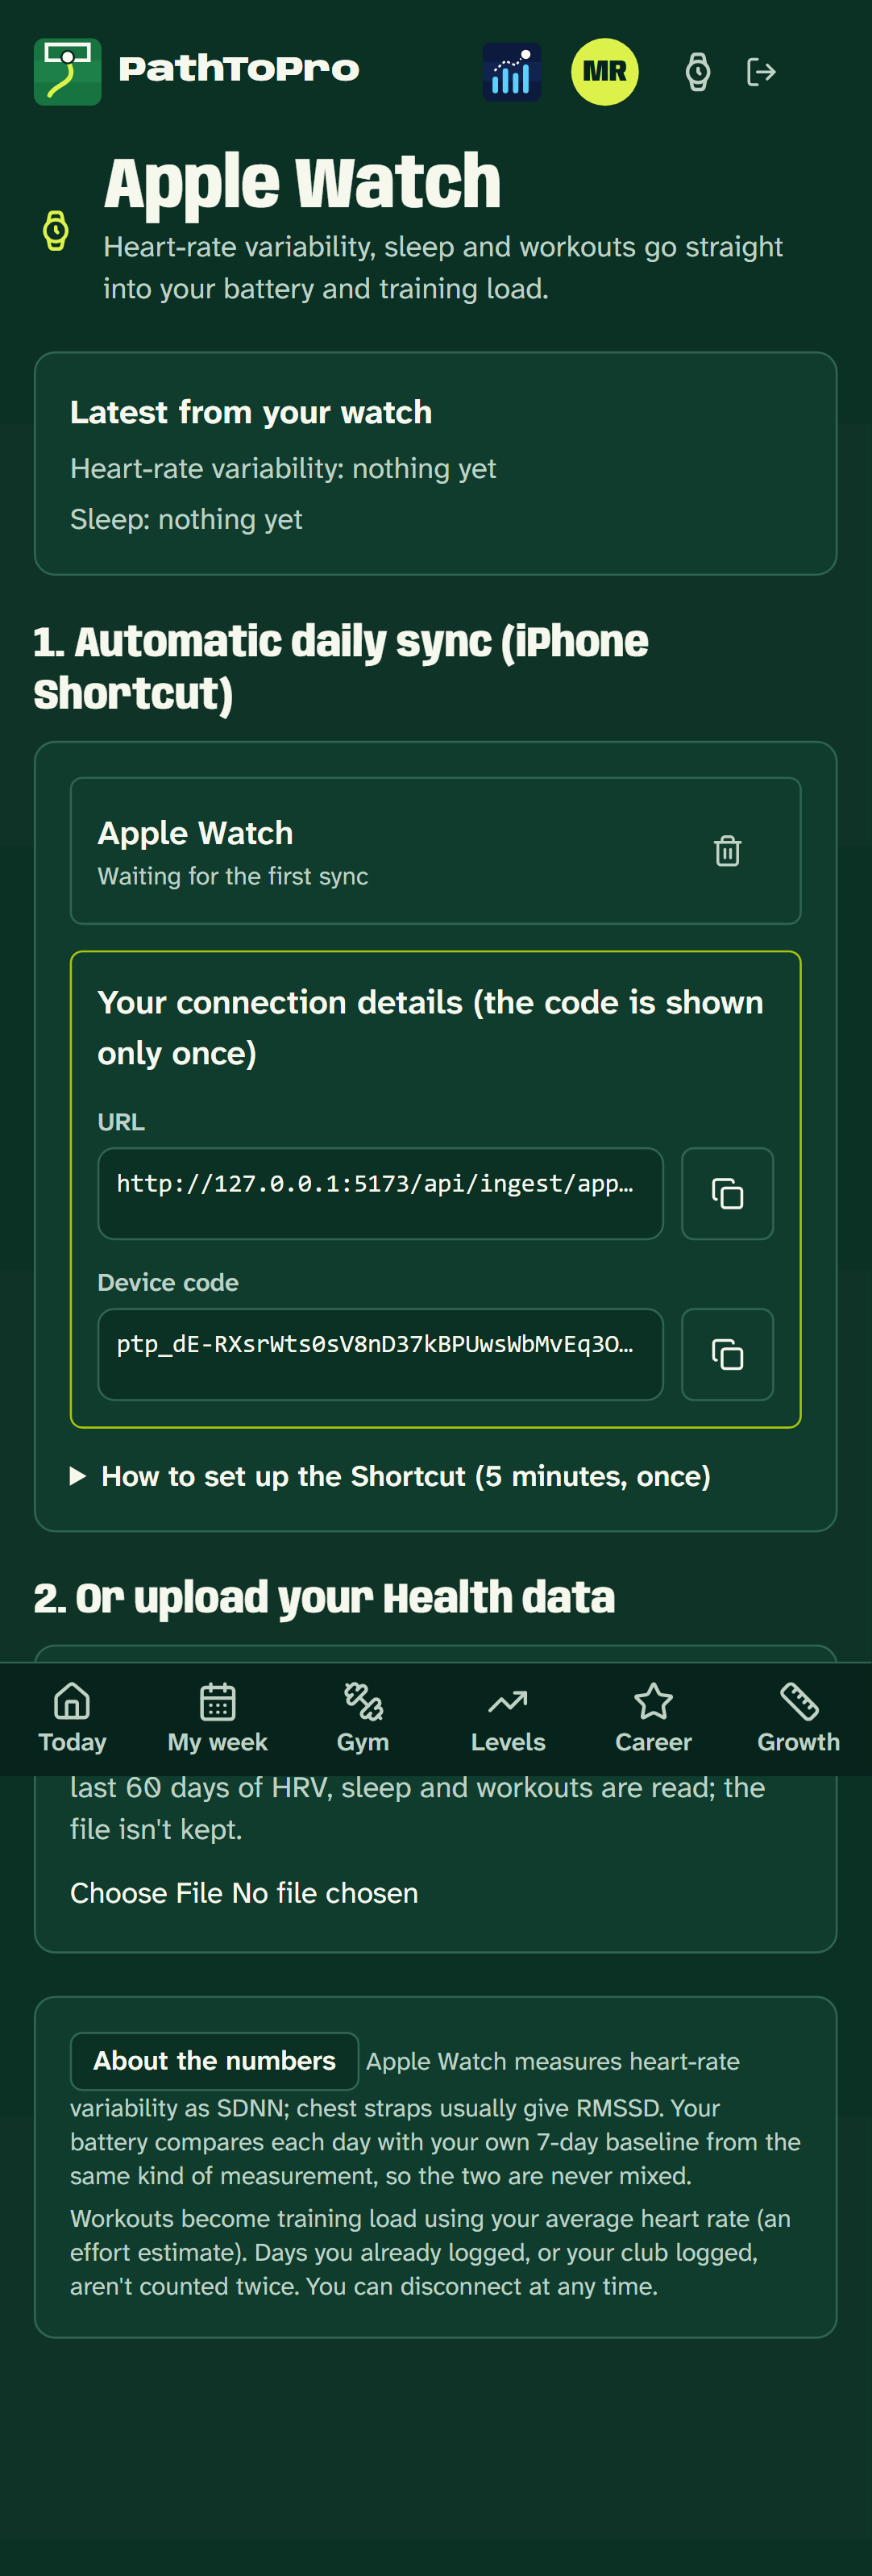 PathToPro
MR
Apple Watch
Heart-rate variability, sleep and workouts go straight
into your battery and training load.
Latest from your watch
Heart-rate variability: nothing yet
Sleep: nothing yet
1. Automatic daily sync (iPhone
Shortcut)
Apple Watch
Waiting for the first sync
Your connection details (the code is shown
only once)
URL
http://127.0.0.1:5173/api/ingest/app…
Device code
ptp_dE-RXsrWts0sV8nD37kBPUwsWbMvEq3O…
How to set up the Shortcut (5 minutes, once)
2. Or upload your Health data
Today
My week
Gym
Levels
Career
Growth
last 60 days of HRV, sleep and workouts are read; the
file isn't kept.
Choose File No file chosen
About the numbers Apple Watch measures heart-rate
variability as SDNN; chest straps usually give RMSSD. Your
battery compares each day with your own 7-day baseline from the
same kind of measurement, so the two are never mixed.
Workouts become training load using your average heart rate (an
effort estimate). Days you already logged, or your club logged,
aren't counted twice. You can disconnect at any time.